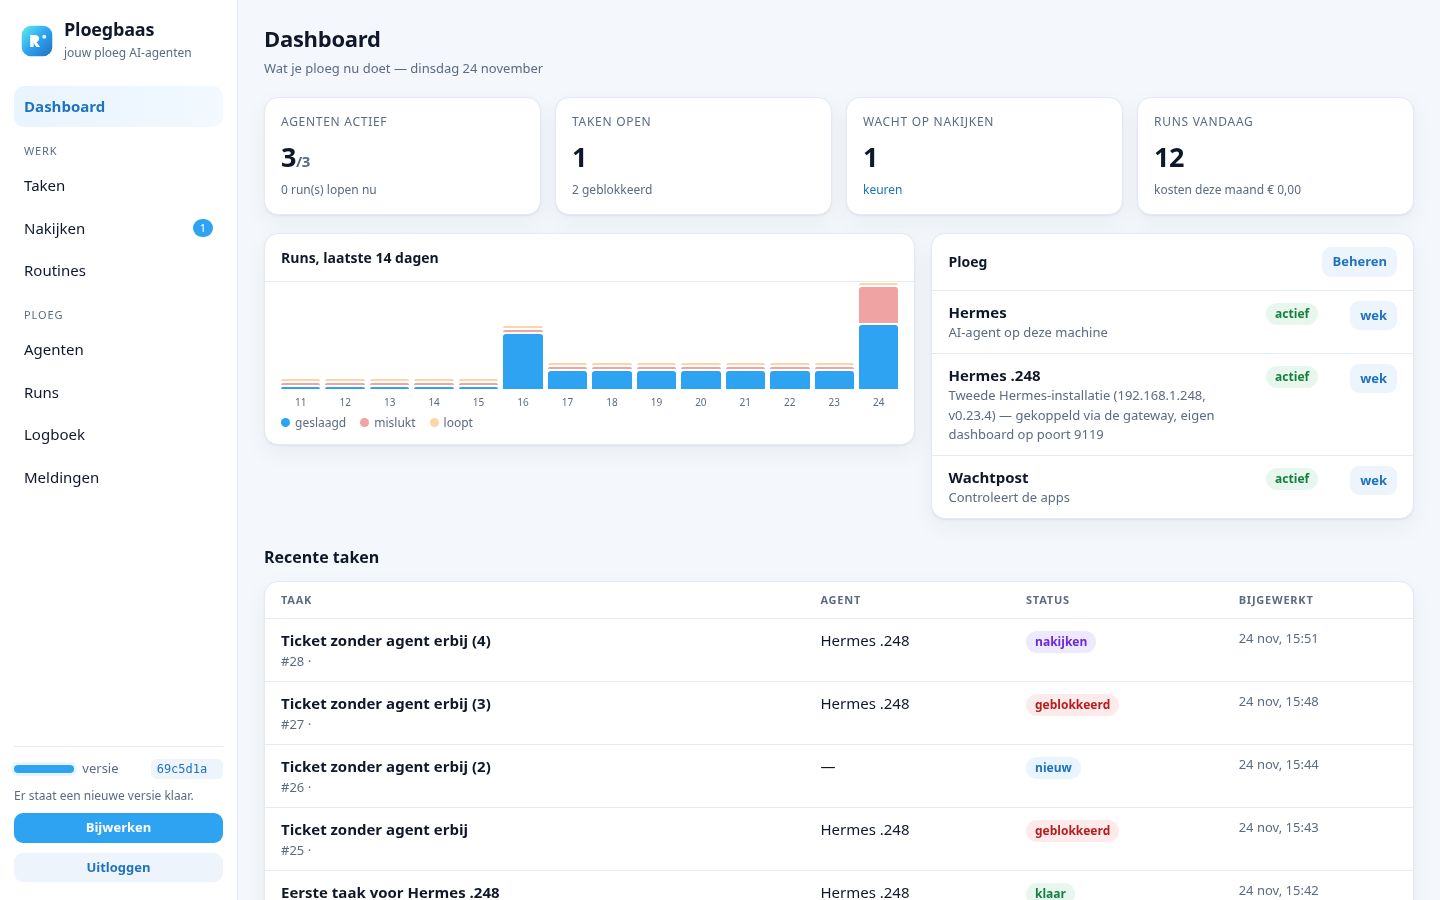 Ploegbaas
jouw ploeg AI-agenten
Dashboard
WERK
Taken
Nakijken 1
Routines
PLOEG
Agenten
Runs
Logboek
Meldingen
versie 69c5d1a
Er staat een nieuwe versie klaar.
Bijwerken
Uitloggen
Dashboard
Wat je ploeg nu doet — dinsdag 24 november
AGENTEN ACTIEF
3/3
0 run(s) lopen nu
TAKEN OPEN
1
2 geblokkeerd
WACHT OP NAKIJKEN
1
keuren
RUNS VANDAAG
12
kosten deze maand € 0,00
Runs, laatste 14 dagen
11 12 13 14 15 16 17 18 19 20 21 22 23 24
geslaagd mislukt loopt
Ploeg Beheren
Hermes actief wek
AI-agent op deze machine
Hermes .248 actief wek
Tweede Hermes-installatie (192.168.1.248,
v0.23.4) — gekoppeld via de gateway, eigen
dashboard op poort 9119
Wachtpost actief wek
Controleert de apps
Recente taken
TAAK AGENT STATUS BIJGEWERKT
Ticket zonder agent erbij (4) Hermes .248 nakijken 24 nov, 15:51
#28 ·
Ticket zonder agent erbij (3) Hermes .248 geblokkeerd 24 nov, 15:48
#27 ·
Ticket zonder agent erbij (2) — nieuw 24 nov, 15:44
#26 ·
Ticket zonder agent erbij Hermes .248 geblokkeerd 24 nov, 15:43
#25 ·
Eerste taak voor Hermes .248 Hermes .248 klaar 24 nov, 15:42